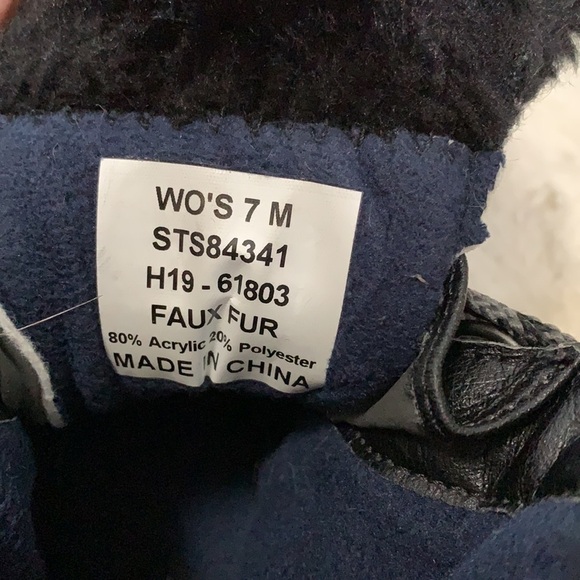 WO'S 7 M
STS84341
H19 - 61803
FAUX FUR
80% Acrylic 20% Polyester
MADE IN CHINA